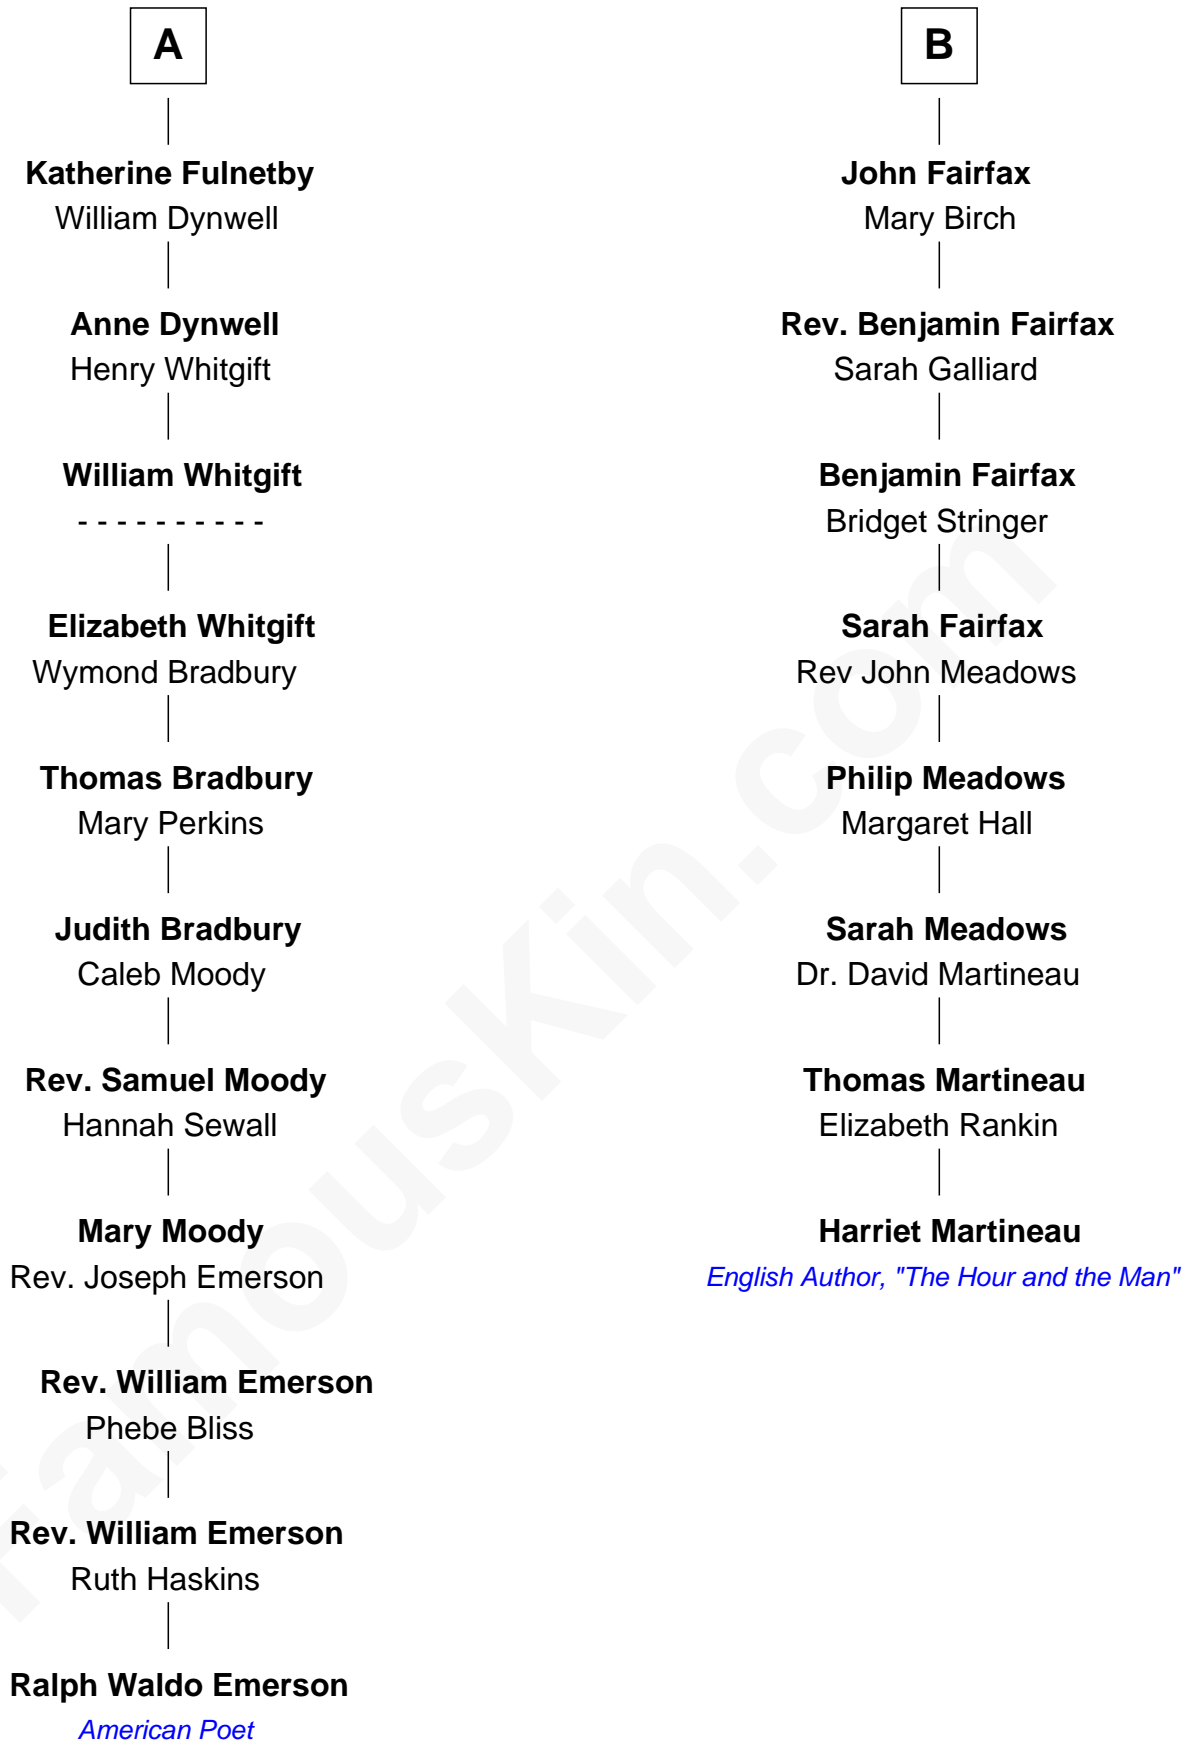 A
Katherine Fulnetby
William Dynwell
Anne Dynwell
Henry Whitgift
William Whitgift
- - - - - - - - - -
Elizabeth Whitgift
Wymond Bradbury
Thomas Bradbury
Mary Perkins
Judith Bradbury
Caleb Moody
Rev. Samuel Moody
Hannah Sewall
Mary Moody
Rev. Joseph Emerson
Rev. William Emerson
Phebe Bliss
Rev. William Emerson
Ruth Haskins
Ralph Waldo Emerson
American Poet
B
John Fairfax
Mary Birch
Rev. Benjamin Fairfax
Sarah Galliard
Benjamin Fairfax
Bridget Stringer
Sarah Fairfax
Rev John Meadows
Philip Meadows
Margaret Hall
Sarah Meadows
Dr. David Martineau
Thomas Martineau
Elizabeth Rankin
Harriet Martineau
English Author, "The Hour and the Man"
FamousKin.com